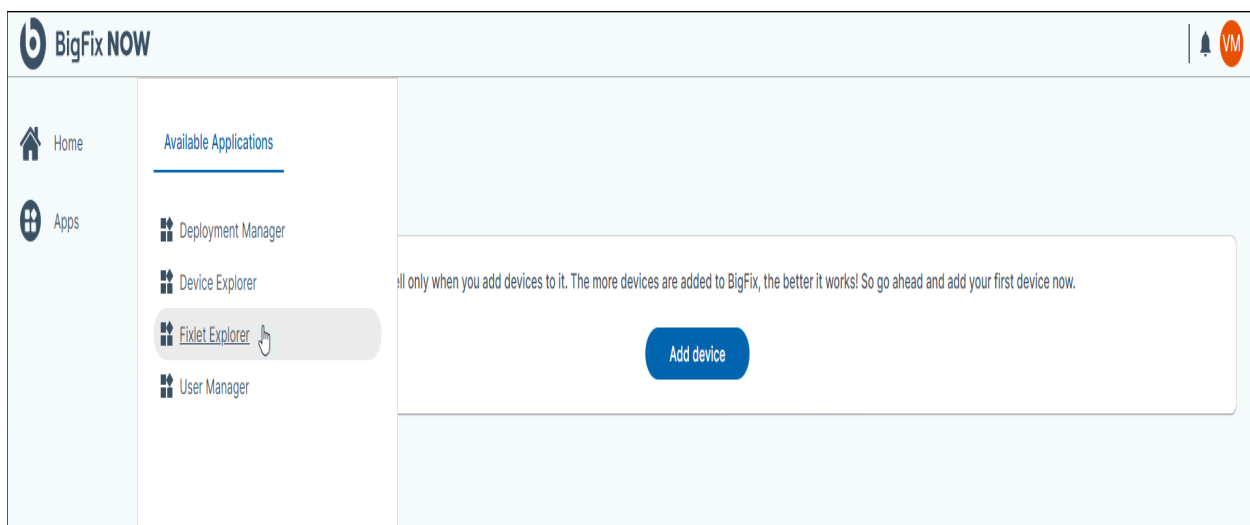 BigFix NOW
VM
Home
Apps
Available Applications
Deployment Manager
Device Explorer
Fixlet Explorer
User Manager
only when you add devices to it. The more devices are added to BigFix, the better it works! So go ahead and add your first device now.
Add device